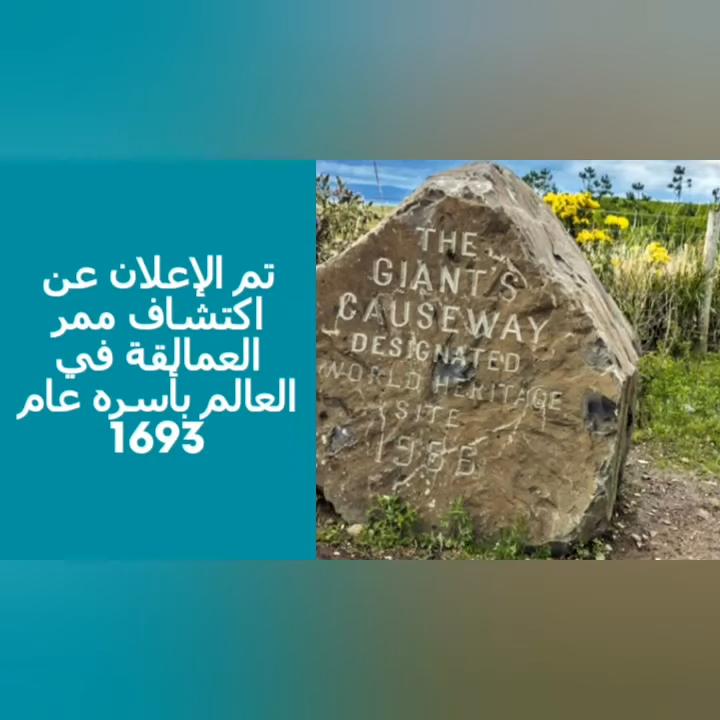 تم الإعلان عن
اكتشاف ممر
العمالقة في
العالم بأسره عام
1693
THE
GIANT'S
CAUSEWAY
DESIGNATED
WORLD HERITAGE
SITE
1986